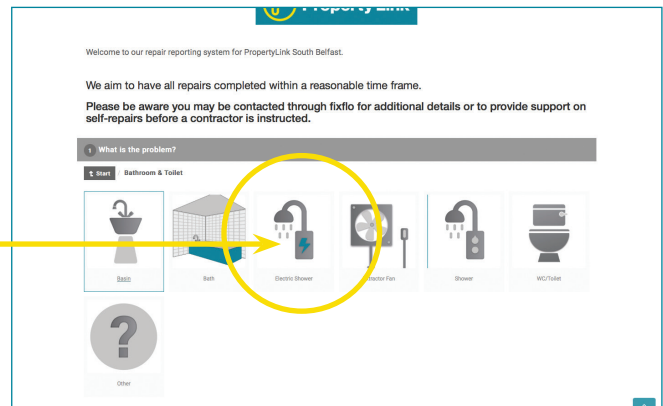 Property Link
Welcome to our repair reporting system for PropertyLink South Belfast.
We aim to have all repairs completed within a reasonable time frame.
Please be aware you may be contacted through fixflo for additional details or to provide support on
self-repairs before a contractor is instructed.
1 What is the problem?
Start / Bathroom & Toilet
Basin Bath Electric Shower tractor Fan Shower WC/Toilet
?
Other